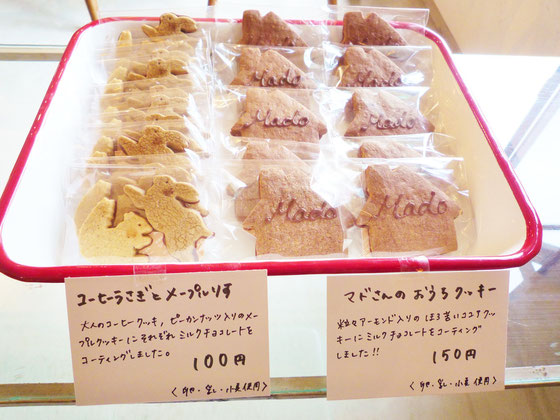 Mado
Mado
Mado
Mado
Mado
Mado
コーヒーうさぎとメープルりす
大人のコーヒークッキー、ピーカンナッツ入りのメー
プルクッキーにそれぞれミルクチョコレートを
コーティングしました。
100円
＜卵・乳・小麦使用＞
マドさんのおうちクッキー
粒々アーモンド入りのほろ苦いココアクッ
キーにミルクチョコレートをコーティング
しました!!
150円
＜卵・乳・小麦使用＞